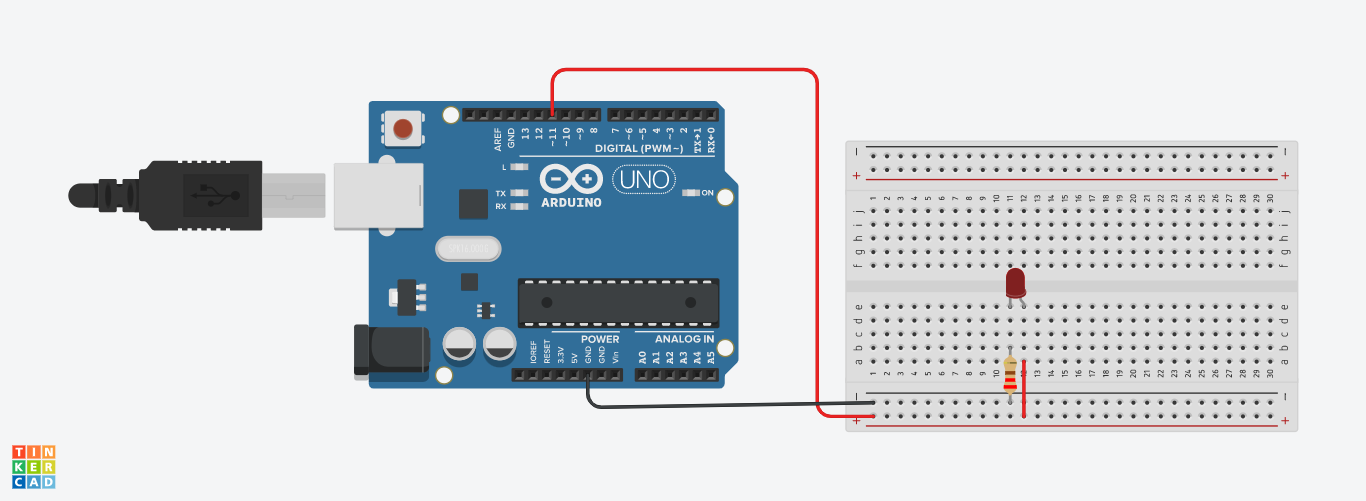 AREF
GND
13
12
~11
~10
~9
8
7
~6
~5
4
~3
2
TX→1
RX←0
DIGITAL (PWM~)
L
TX
RX
ARDUINO
UNO
ON
IOREF
RESET
3.3V
5V
GND
GND
Vin
POWER
ANALOG IN
A0
A1
A2
A3
A4
A5
- -
+ +
1 2 3 4 5 6 7 8 9 10 11 12 13 14 15 16 17 18 19 20 21 22 23 24 25 26 27 28 29 30
j j
i i
h h
g g
f f
e e
d d
c c
b b
a a
1 2 3 4 5 6 7 8 9 10 11 12 13 14 15 16 17 18 19 20 21 22 23 24 25 26 27 28 29 30
- -
+ +
TIN
KER
CAD